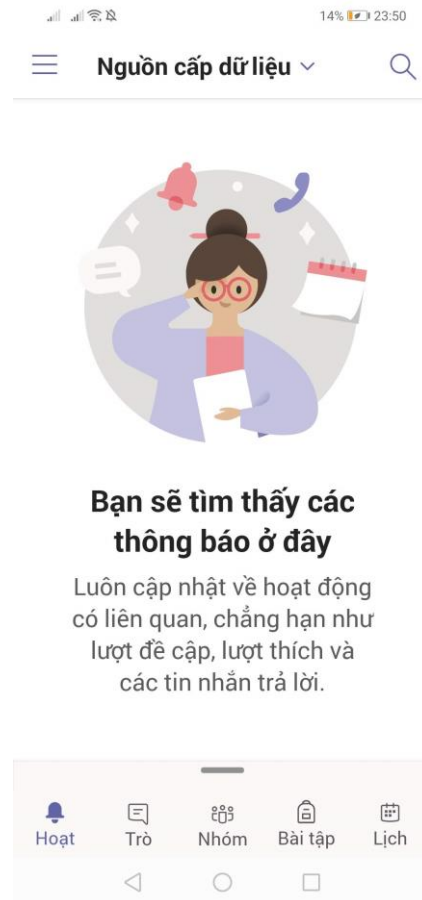 14% 23:50
Nguồn cấp dữ liệu
Bạn sẽ tìm thấy các
thông báo ở đây
Luôn cập nhật về hoạt động
có liên quan, chẳng hạn như
lượt đề cập, lượt thích và
các tin nhắn trả lời.
Hoạt Trò Nhóm Bài tập Lịch